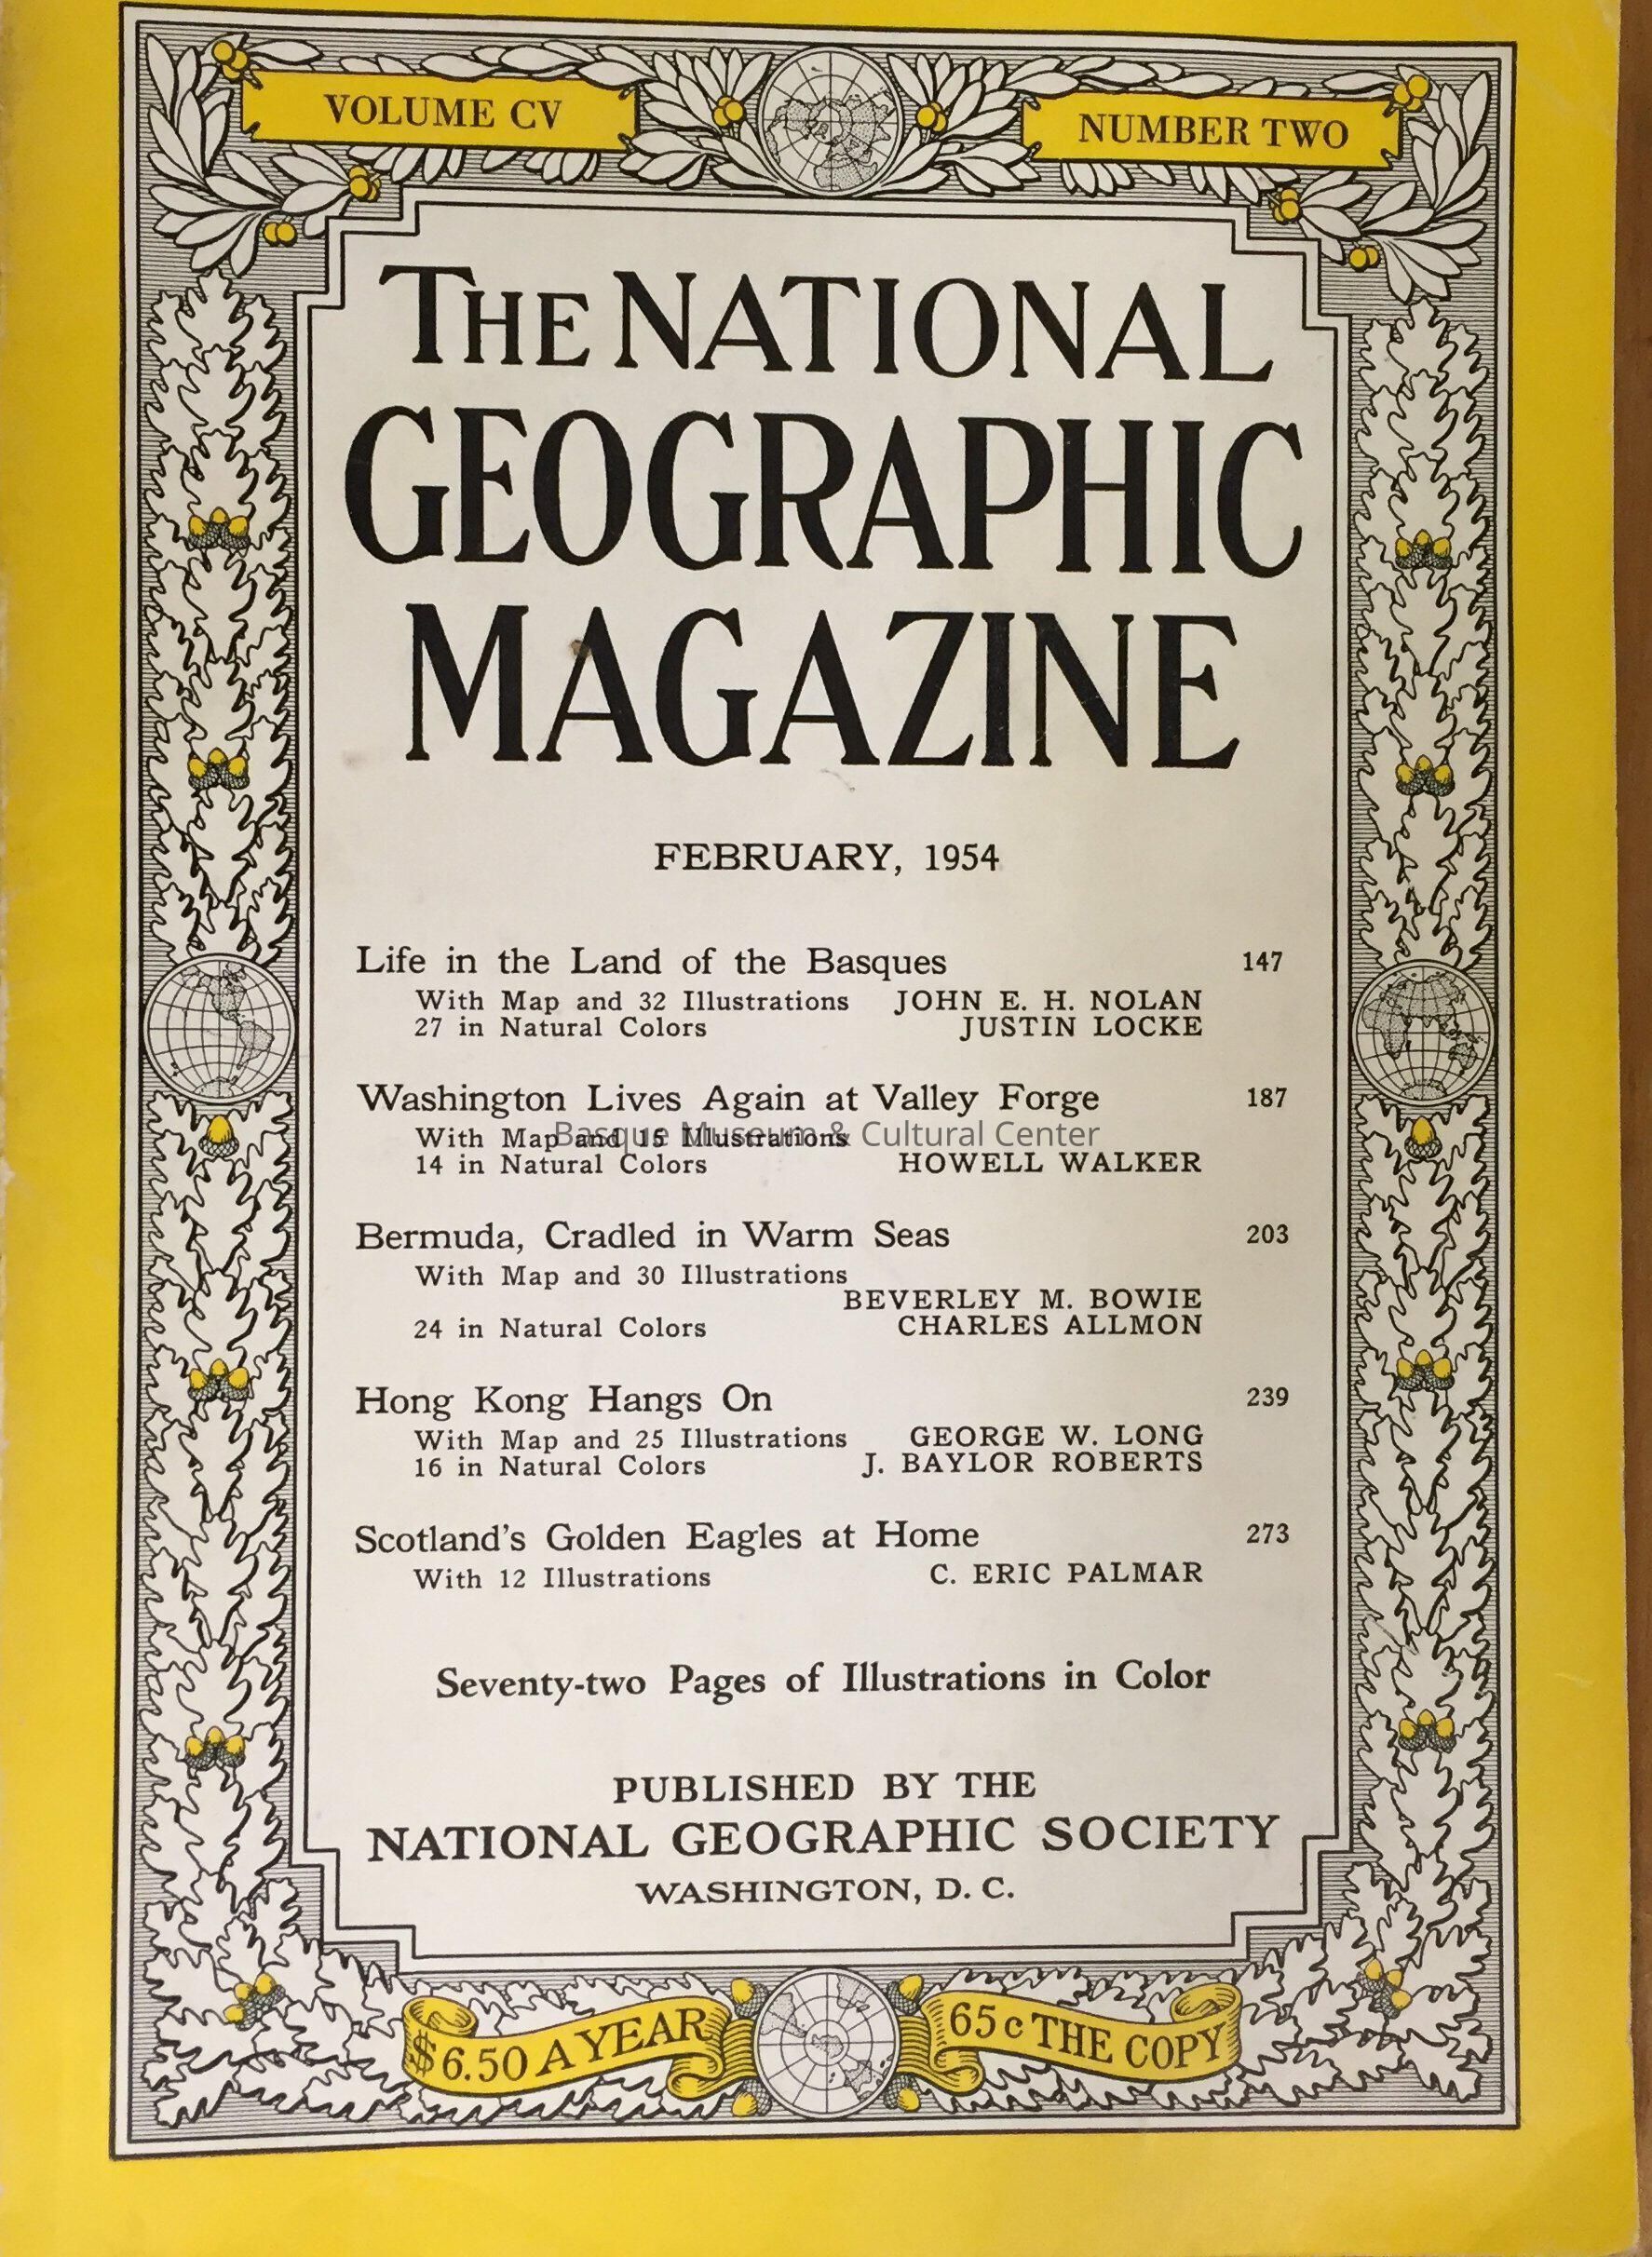 VOLUME CV
NUMBER TWO
THE NATIONAL
GEOGRAPHIC
MAGAZINE
FEBRUARY, 1954
Life in the Land of the Basques 147
With Map and 32 Illustrations JOHN E. H. NOLAN
27 in Natural Colors JUSTIN LOCKE
Washington Lives Again at Valley Forge 187
With Map and 15 Illustrations
Basque Museum & Cultural Center
14 in Natural Colors HOWELL WALKER
Bermuda, Cradled in Warm Seas 203
With Map and 30 Illustrations
BEVERLEY M. BOWIE
24 in Natural Colors CHARLES ALLMON
Hong Kong Hangs On 239
With Map and 25 Illustrations GEORGE W. LONG
16 in Natural Colors J. BAYLOR ROBERTS
Scotland's Golden Eagles at Home 273
With 12 Illustrations C. ERIC PALMAR
Seventy-two Pages of Illustrations in Color
PUBLISHED BY THE
NATIONAL GEOGRAPHIC SOCIETY
WASHINGTON, D. C.
$6.50 A YEAR
65c THE COPY